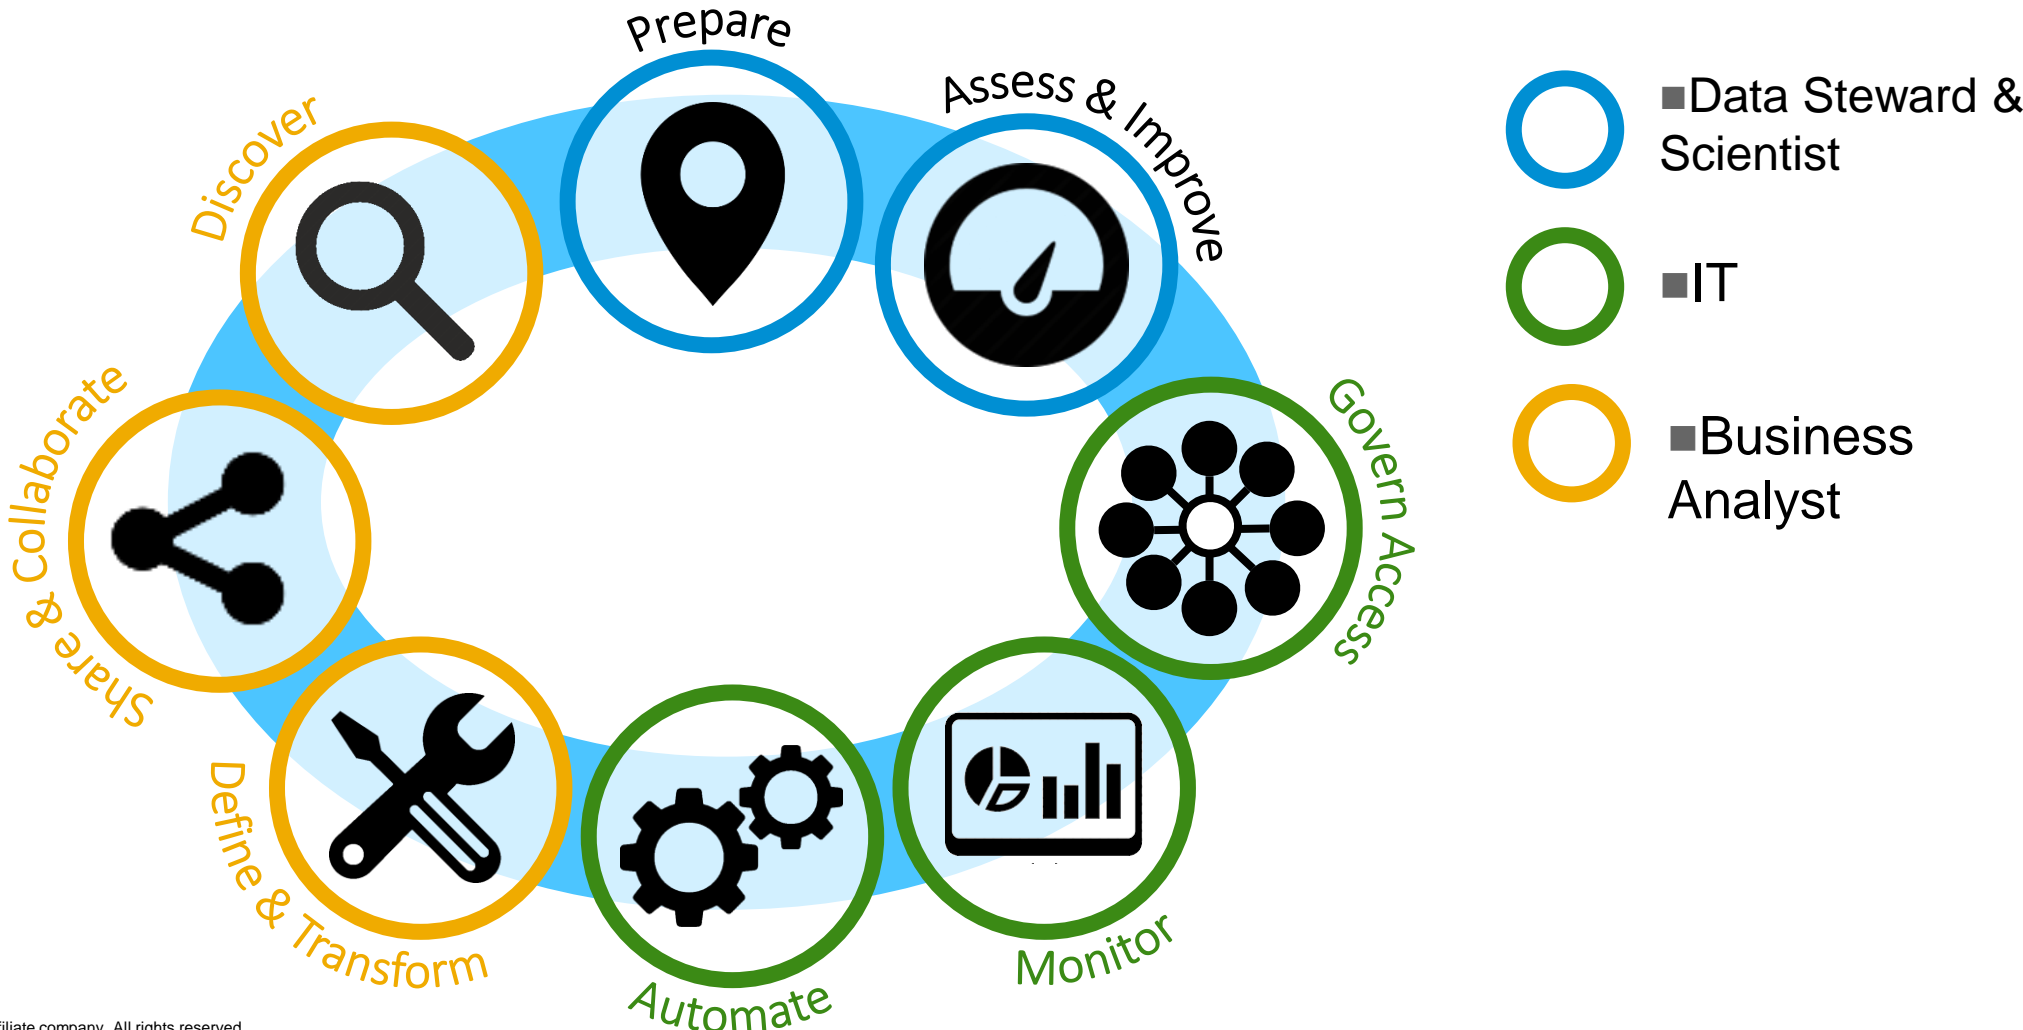 Prepare
Assess & Improve
Discover
Share & Collaborate
Define & Transform
Automate
Monitor
Govern Access
■Data Steward &
Scientist
■IT
■Business
Analyst
company. All rights reserved